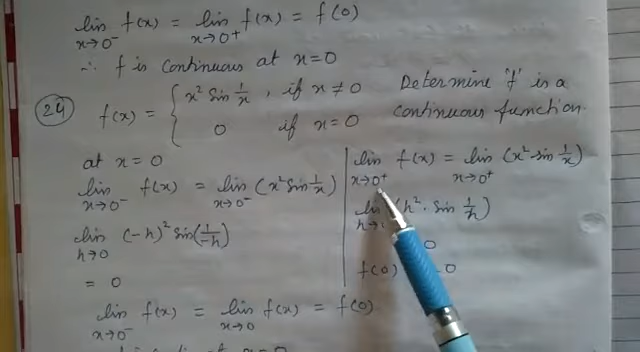 lim x→0⁻ f(x) = lim x→0⁺ f(x) = f(0)
∴ f is continuous at x=0
24 f(x) = { x² sin 1/x , if x ≠ 0
0 if x = 0
Determine 'f' is a
continuous function.
at x = 0
lim x→0⁻ f(x) = lim x→0⁻ (x² sin 1/x)
lim h→0 (-h)² sin(1/-h)
= 0
lim x→0⁺ f(x) = lim x→0⁺ (x² sin 1/x)
(h² · sin 1/h)
0
f(0) 0
lim x→0⁻ f(x) = lim x→0 f(x) = f(0)